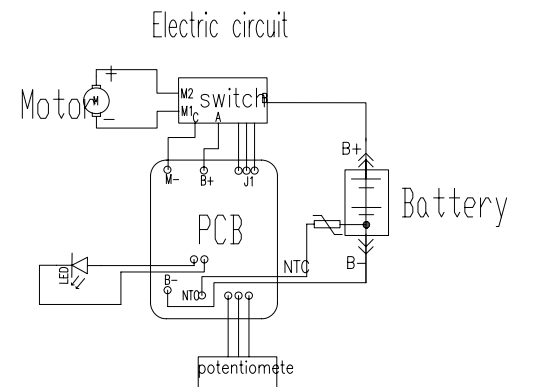 Electric circuit
+
Motor
M
M2
M1
switch
B
C
A
B+
M-
B+
J1
PCB
Battery
B-
NTC
LED
B-
NTC
potentiomete